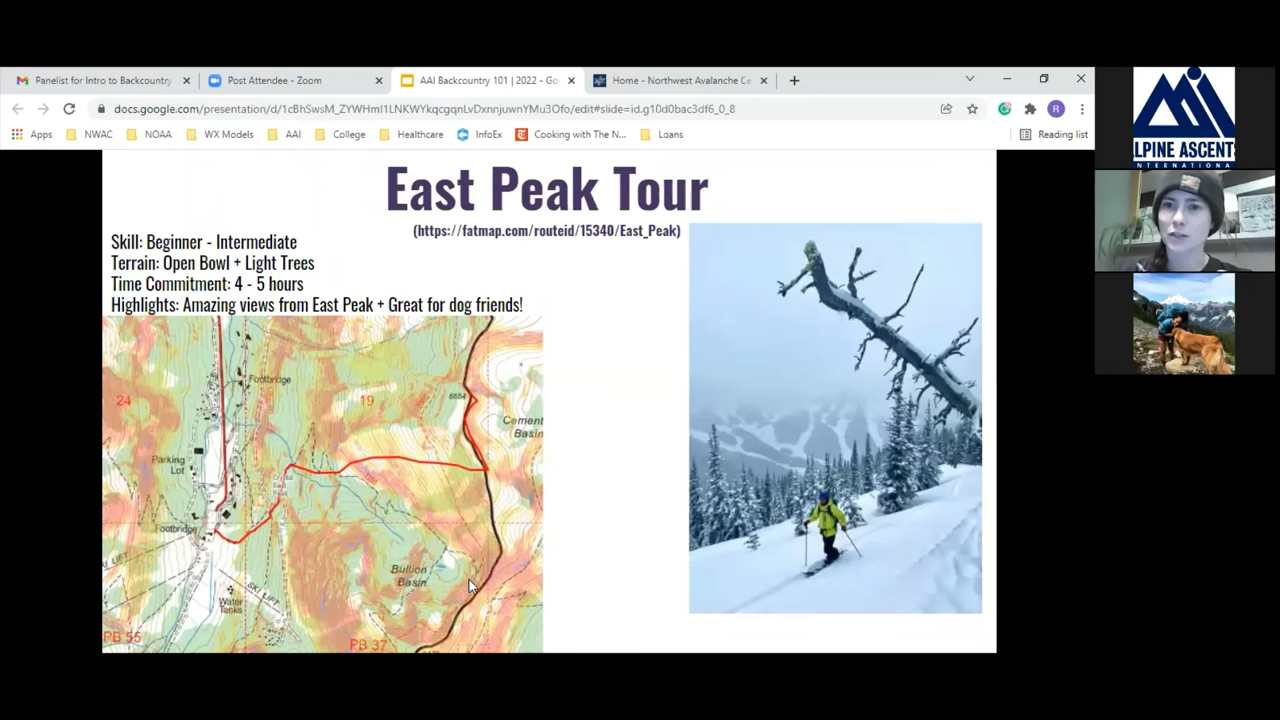 Panelist for Intro to Backcountry
Post Attendee - Zoom
AAI Backcountry 101 | 2022 - Go
Home - Northwest Avalanche Ce
docs.google.com/presentation/d/1cBhSwsM_ZYWHmI1LNKWYkqcgqnLvDxnnjuwnYMu3Ofo/edit#slide=id.g10d0bac3df6_0_8
R
Apps
NWAC
NOAA
WX Models
AAI
College
Healthcare
InfoEx
Cooking with The N...
Loans
Reading list
East Peak Tour
(https://fatmap.com/routeid/15340/East_Peak)
Skill: Beginner - Intermediate
Terrain: Open Bowl + Light Trees
Time Commitment: 4 - 5 hours
Highlights: Amazing views from East Peak + Great for dog friends!
Footbridge
24
19
6654
Cement
Basin
Parking
Lot
Footbridge
Bullion
Basin
SKI LIFT
Water
Tanks
PB 55
PB 37
LPINE ASCENT
NTERNATIONA